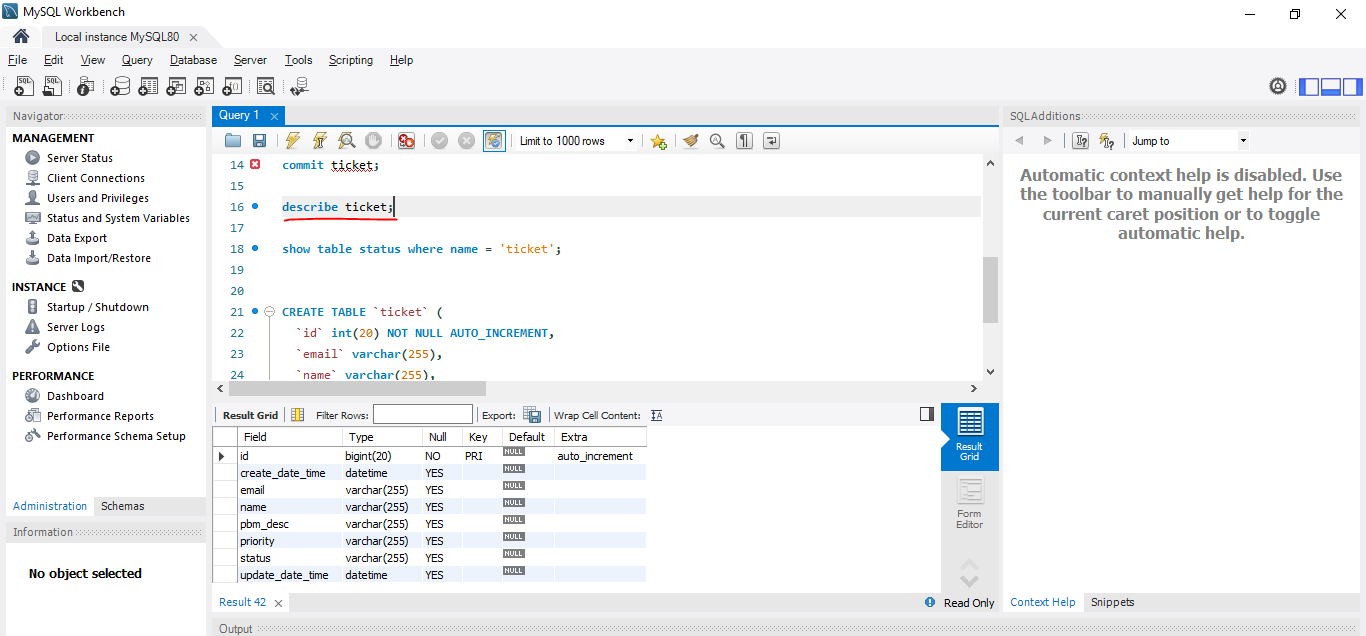 MySQL Workbench
Local instance MySQL80
File Edit View Query Database Server Tools Scripting Help
Navigator
MANAGEMENT
Server Status
Client Connections
Users and Privileges
Status and System Variables
Data Export
Data Import/Restore
INSTANCE
Startup / Shutdown
Server Logs
Options File
PERFORMANCE
Dashboard
Performance Reports
Performance Schema Setup
Administration Schemas
Information
No object selected
Query 1
Limit to 1000 rows
14 commit ticket;
15
16 describe ticket;
17
18 show table status where name = 'ticket';
19
20
21 CREATE TABLE `ticket` (
22 `id` int(20) NOT NULL AUTO_INCREMENT,
23 `email` varchar(255),
24 `name` varchar(255),
Result Grid Filter Rows: Export: Wrap Cell Content:
Field Type Null Key Default Extra
id bigint(20) NO PRI NULL auto_increment
create_date_time datetime YES NULL
email varchar(255) YES NULL
name varchar(255) YES NULL
pbm_desc varchar(255) YES NULL
priority varchar(255) YES NULL
status varchar(255) YES NULL
update_date_time datetime YES NULL
Result
Grid
Form
Editor
Result 42
Read Only
Output
SQLAdditions
Jump to
Automatic context help is disabled. Use
the toolbar to manually get help for the
current caret position or to toggle
automatic help.
Context Help Snippets